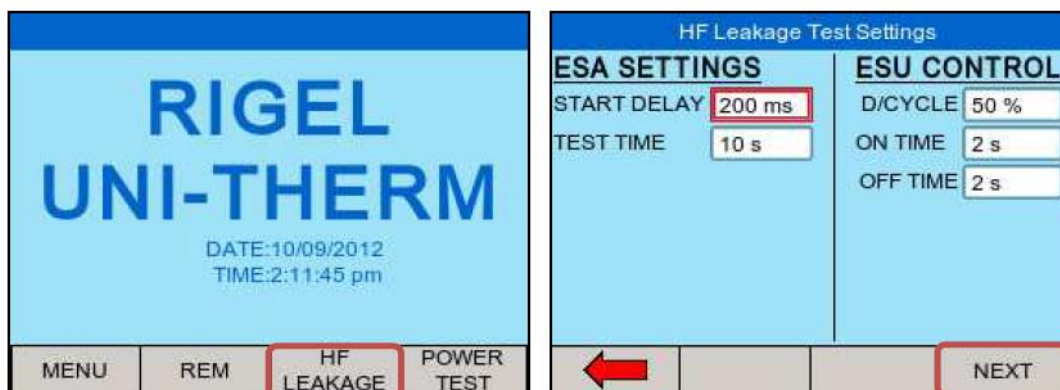 RIGEL
UNI-THERM
DATE:10/09/2012
TIME:2:11:45 pm
MENU
REM
HF
LEAKAGE
POWER
TEST
HF Leakage Test Settings
ESA SETTINGS
START DELAY 200 ms
TEST TIME 10 s
ESU CONTROL
D/CYCLE 50 %
ON TIME 2 s
OFF TIME 2 s
NEXT